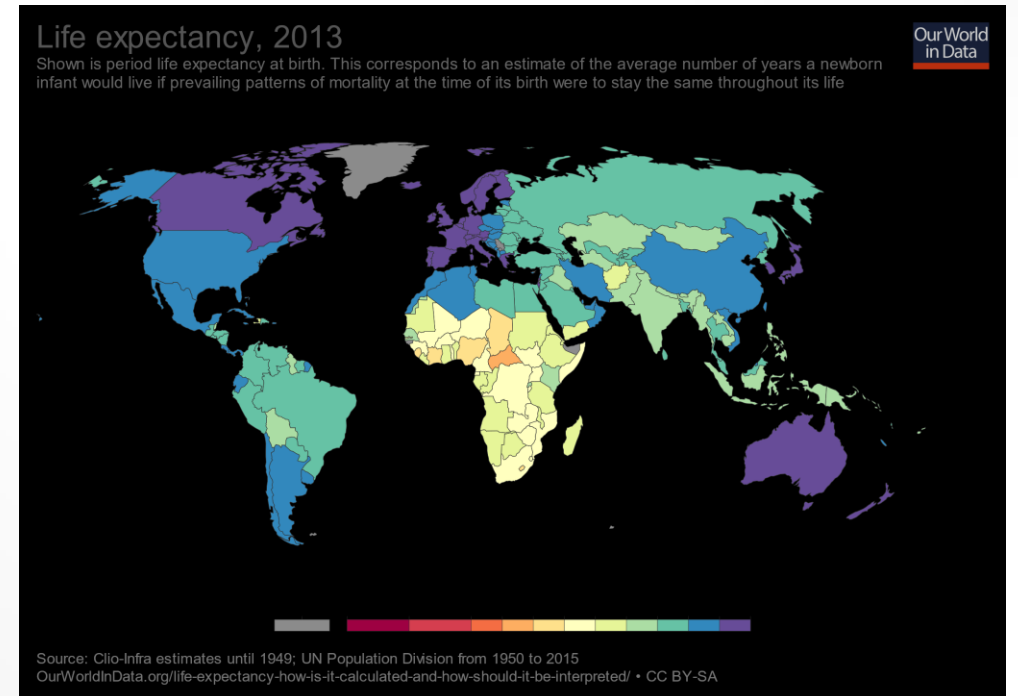 Life expectancy, 2013
Our World
in Data
Shown is period life expectancy at birth. This corresponds to an estimate of the average number of years a newborn
infant would live if prevailing patterns of mortality at the time of its birth were to stay the same throughout its life
Source: Clio-Infra estimates until 1949; UN Population Division from 1950 to 2015
OurWorldInData.org/life-expectancy-how-is-it-calculated-and-how-should-it-be-interpreted/ • CC BY-SA